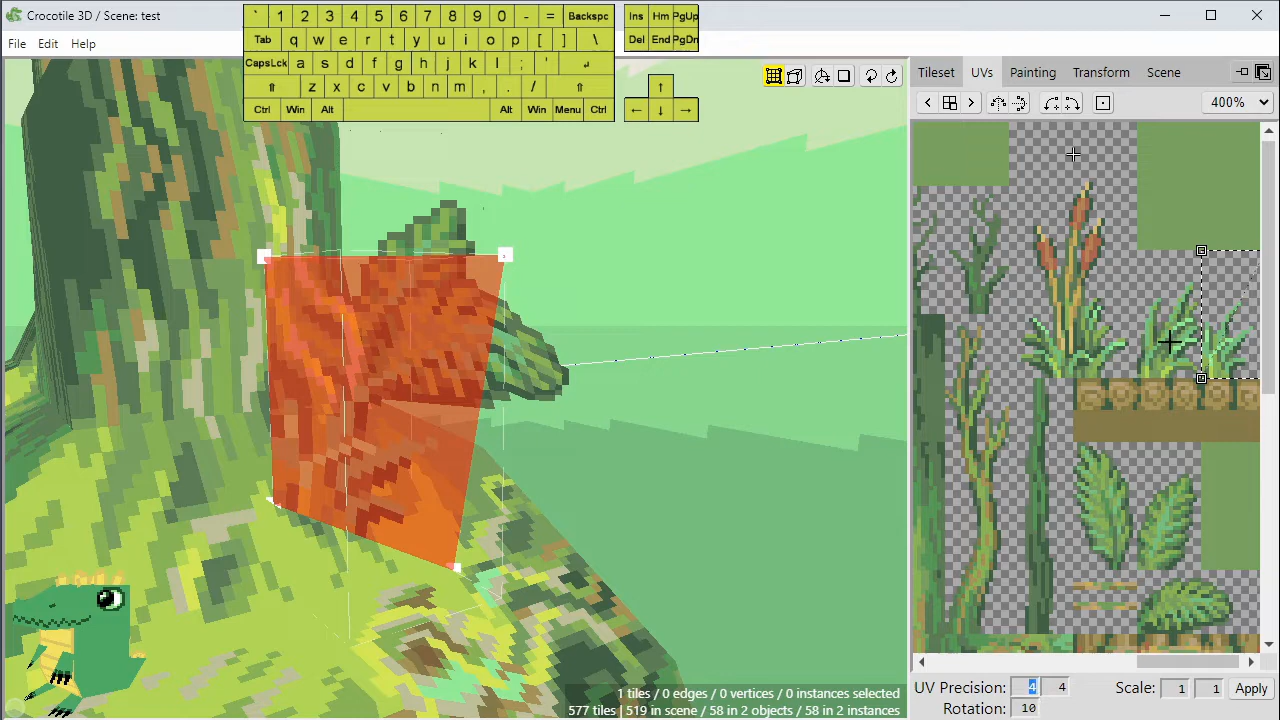 Crocotile 3D / Scene: test
File Edit Help
` 1 2 3 4 5 6 7 8 9 0 - = Backspc
Tab q w e r t y u i o p [ ] \
CapsLck a s d f g h j k l ; ' ↲
⇧ z x c v b n m , . / ⇧
Ctrl Win Alt Alt Win Menu Ctrl
Ins Hm PgUp
Del End PgDn
↑
← ↓ →
Tileset UVs Painting Transform Scene
400%
1 tiles / 0 edges / 0 vertices / 0 instances selected
577 tiles | 519 in scene / 58 in 2 objects / 58 in 2 instances
UV Precision: 4 4 Scale: 1 1 Apply
Rotation: 10